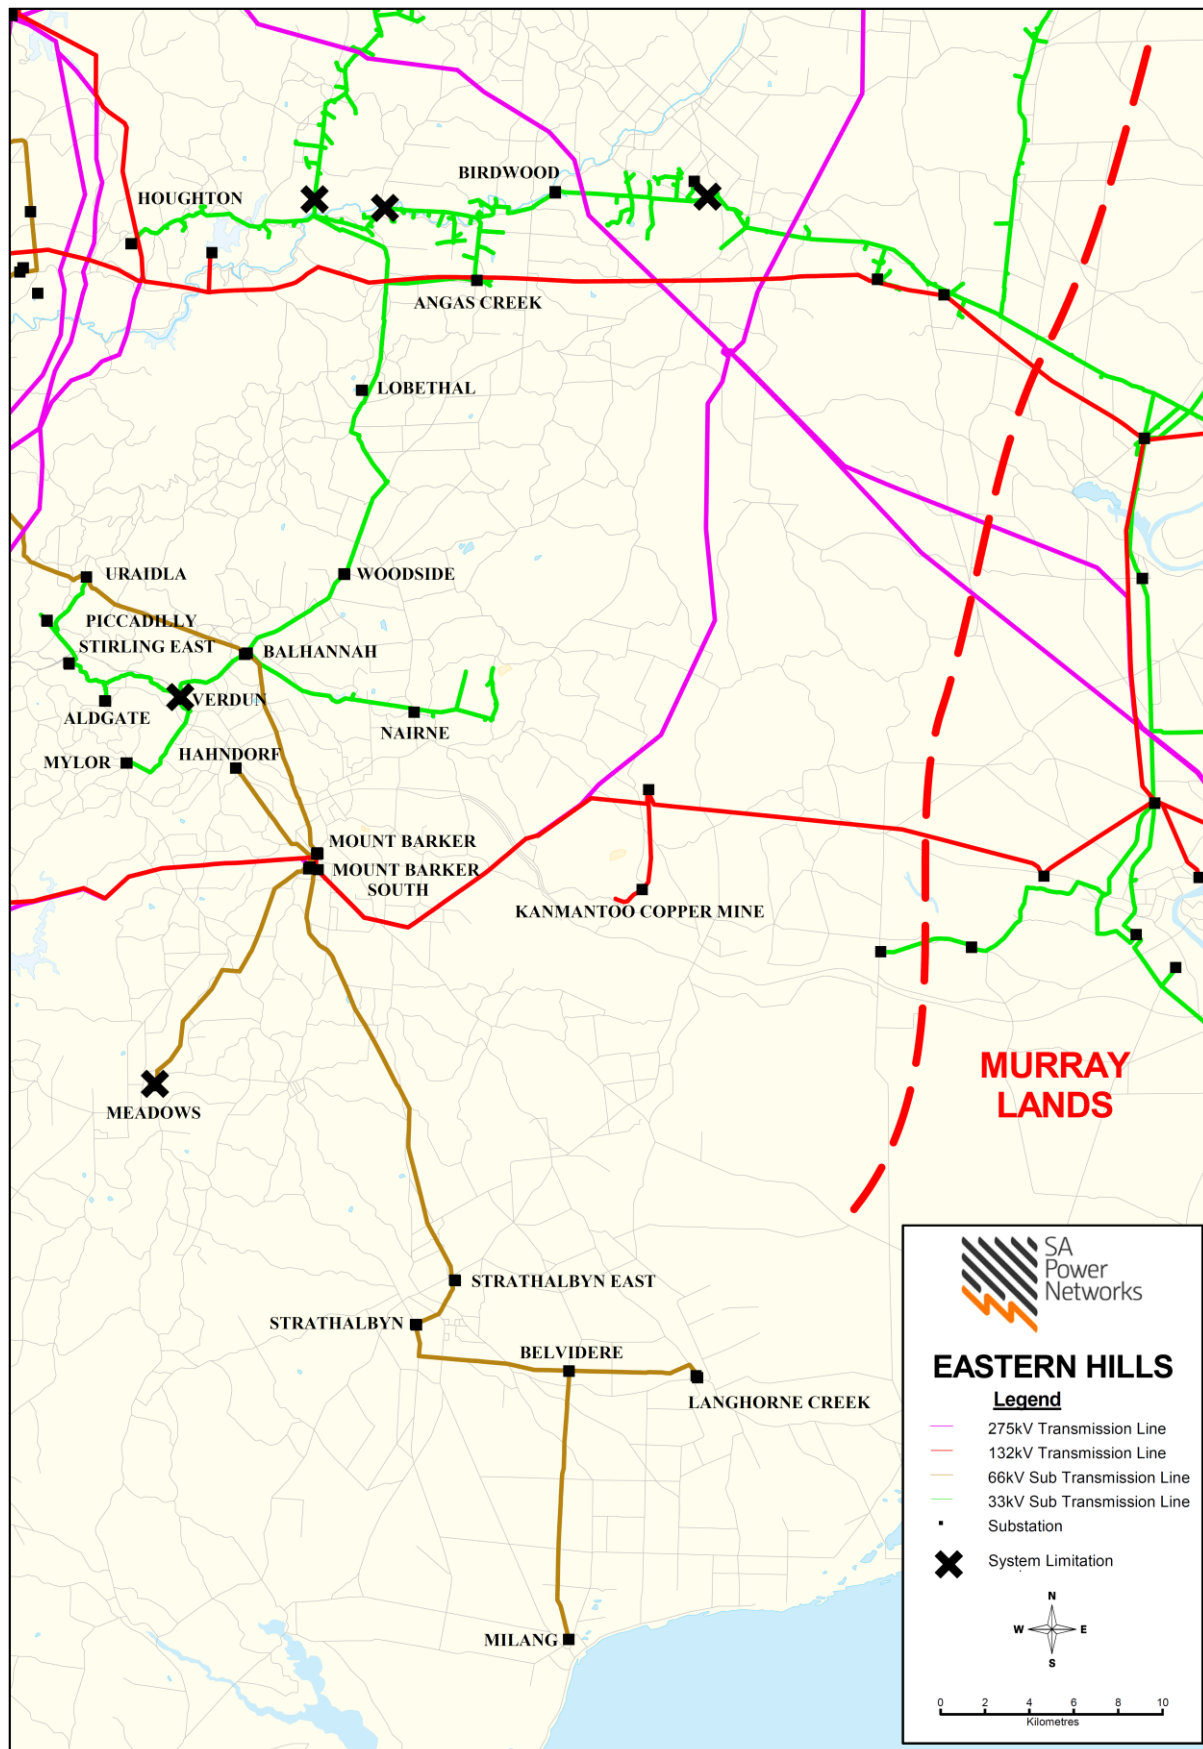 BIRDWOOD
HOUGHTON
ANGAS CREEK
LOBETHAL
URAIDLA
WOODSIDE
PICCADILLY
STIRLING EAST
BALHANNAH
VERDUN
ALDGATE
NAIRNE
MYLOR
HAHNDORF
MOUNT BARKER
MOUNT BARKER
SOUTH
KANMANTOO COPPER MINE
MURRAY
LANDS
MEADOWS
STRATHALBYN EAST
STRATHALBYN
BELVIDERE
LANGHORNE CREEK
MILANG
SA
Power
Networks
EASTERN HILLS
Legend
275kV Transmission Line
132kV Transmission Line
66kV Sub Transmission Line
33kV Sub Transmission Line
Substation
System Limitation
N
W E
S
0 2 4 6 8 10
Kilometres